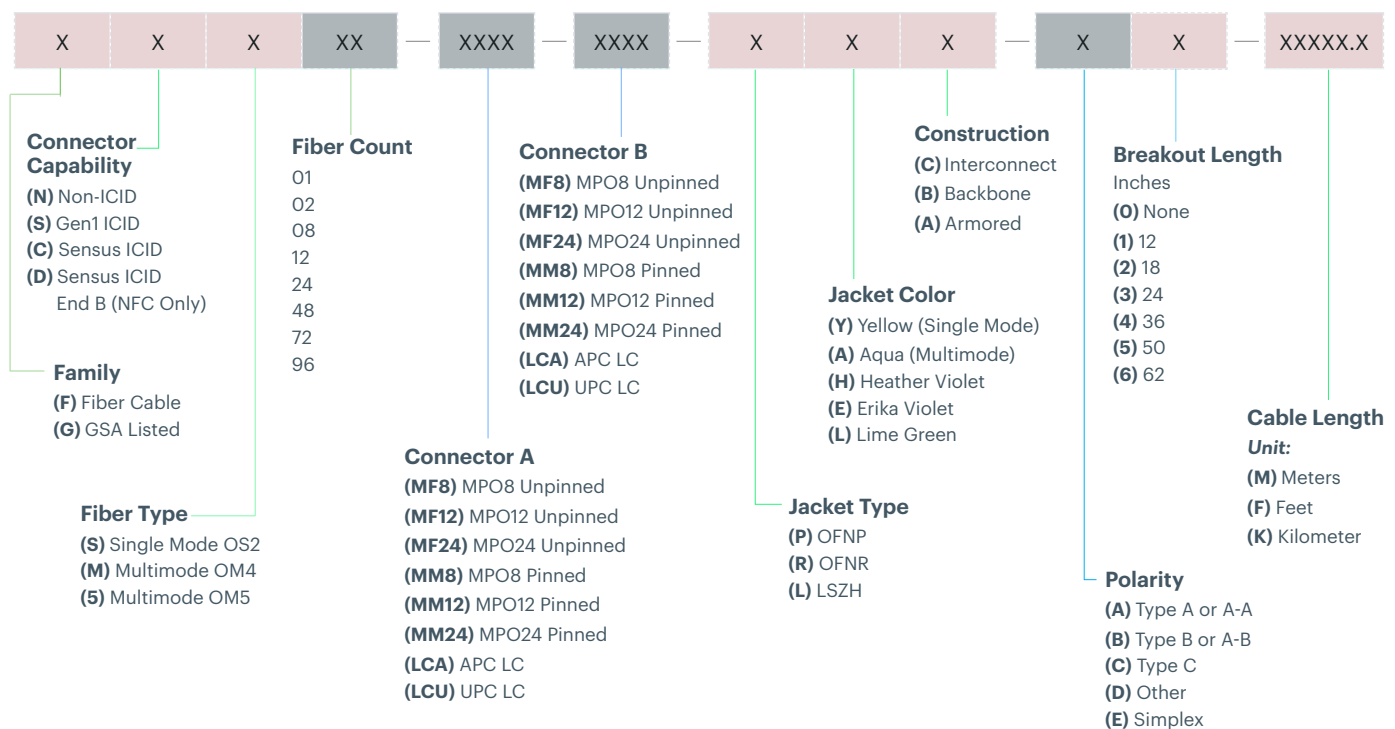 X X X XX — XXXX — XXXX — X X X — X X — XXXXX.X
Connector
Capability
(N) Non-ICID
(S) Gen1 ICID
(C) Sensus ICID
(D) Sensus ICID
End B (NFC Only)
Family
(F) Fiber Cable
(G) GSA Listed
Fiber Type
(S) Single Mode OS2
(M) Multimode OM4
(5) Multimode OM5
Fiber Count
01
02
08
12
24
48
72
96
Connector A
(MF8) MPO8 Unpinned
(MF12) MPO12 Unpinned
(MF24) MPO24 Unpinned
(MM8) MPO8 Pinned
(MM12) MPO12 Pinned
(MM24) MPO24 Pinned
(LCA) APC LC
(LCU) UPC LC
Connector B
(MF8) MPO8 Unpinned
(MF12) MPO12 Unpinned
(MF24) MPO24 Unpinned
(MM8) MPO8 Pinned
(MM12) MPO12 Pinned
(MM24) MPO24 Pinned
(LCA) APC LC
(LCU) UPC LC
Jacket Type
(P) OFNP
(R) OFNR
(L) LSZH
Jacket Color
(Y) Yellow (Single Mode)
(A) Aqua (Multimode)
(H) Heather Violet
(E) Erika Violet
(L) Lime Green
Construction
(C) Interconnect
(B) Backbone
(A) Armored
Polarity
(A) Type A or A-A
(B) Type B or A-B
(C) Type C
(D) Other
(E) Simplex
Breakout Length
Inches
(0) None
(1) 12
(2) 18
(3) 24
(4) 36
(5) 50
(6) 62
Cable Length
Unit:
(M) Meters
(F) Feet
(K) Kilometer